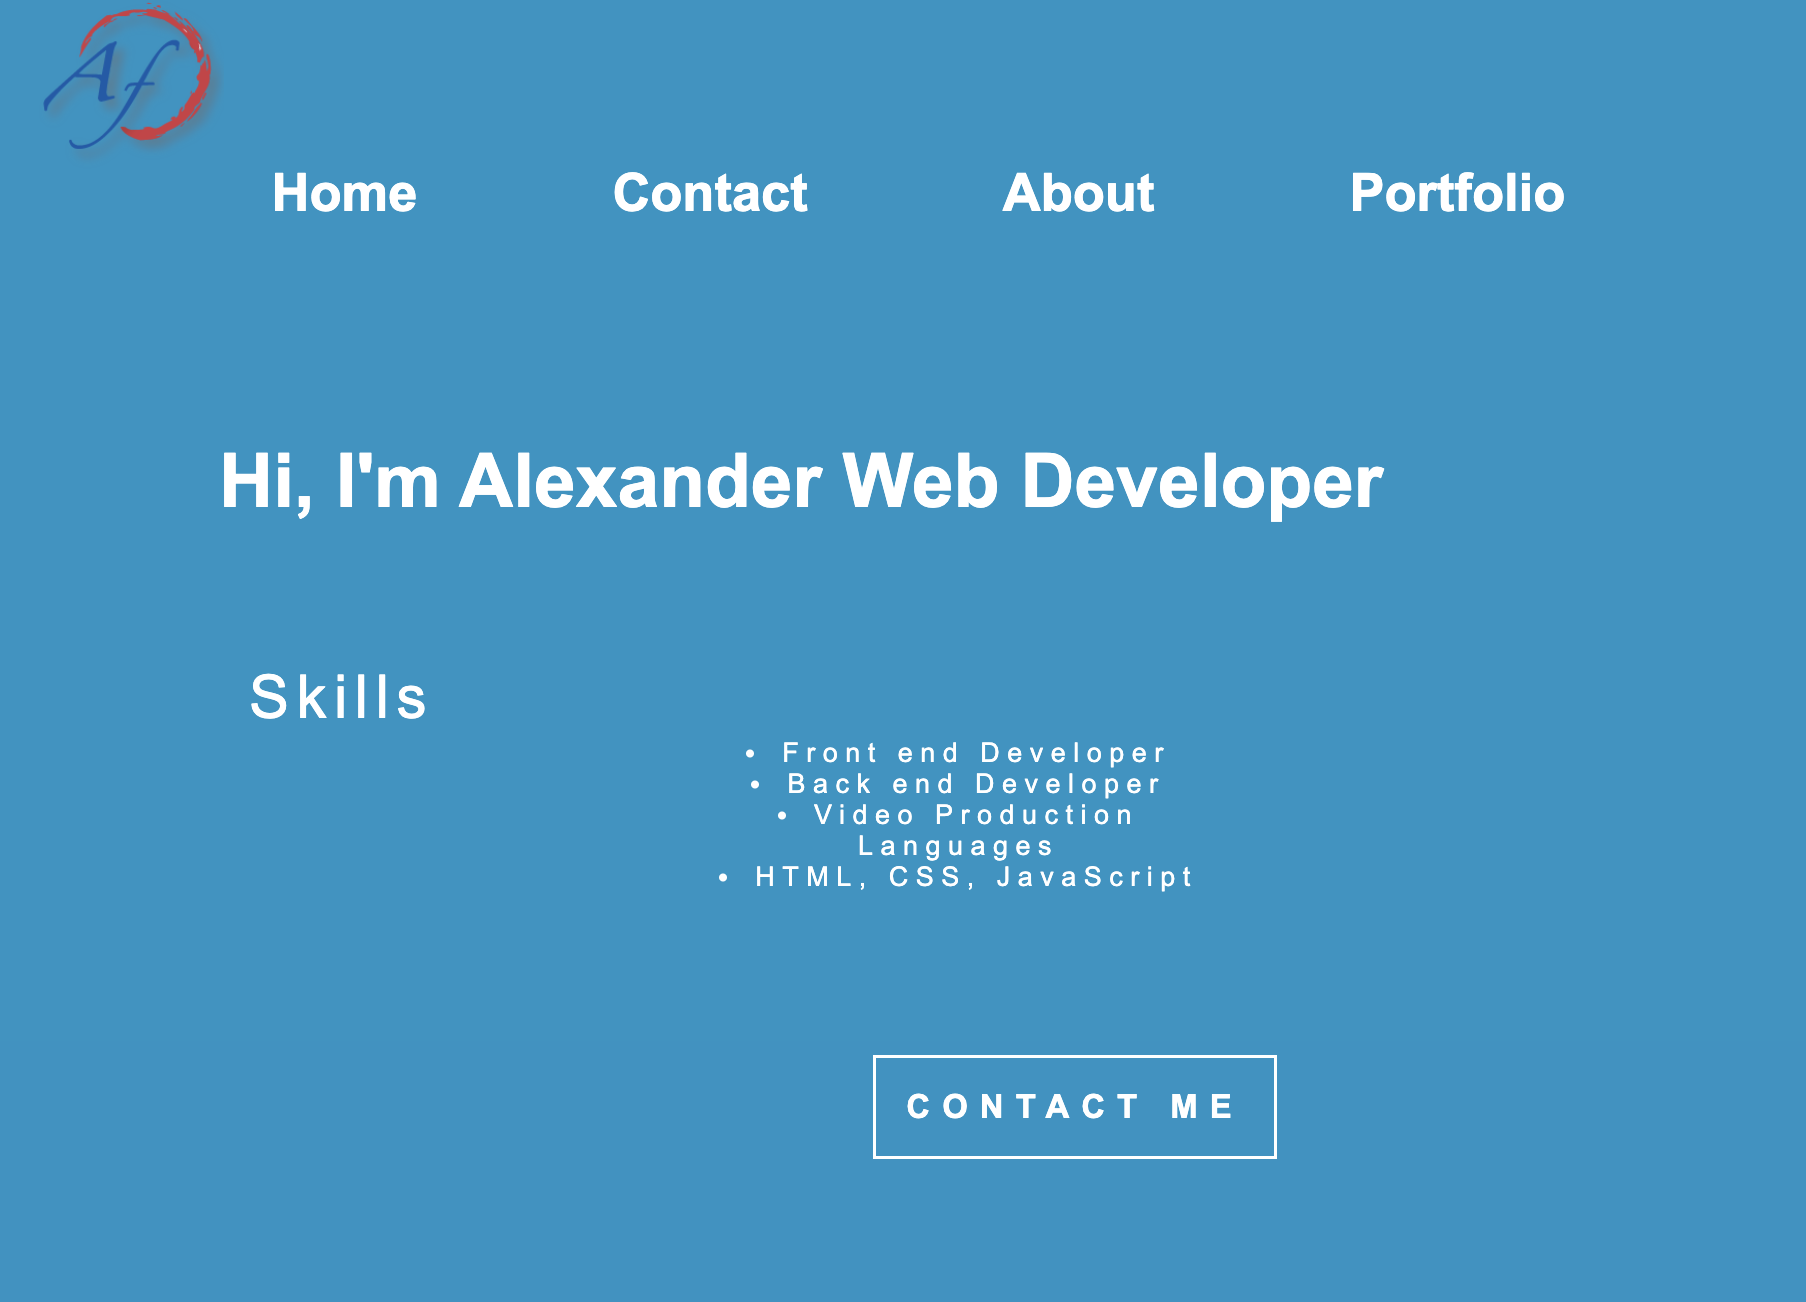 Af
Home Contact About Portfolio
Hi, I'm Alexander Web Developer
Skills
• Front end Developer
• Back end Developer
• Video Production
Languages
• HTML, CSS, JavaScript
CONTACT ME